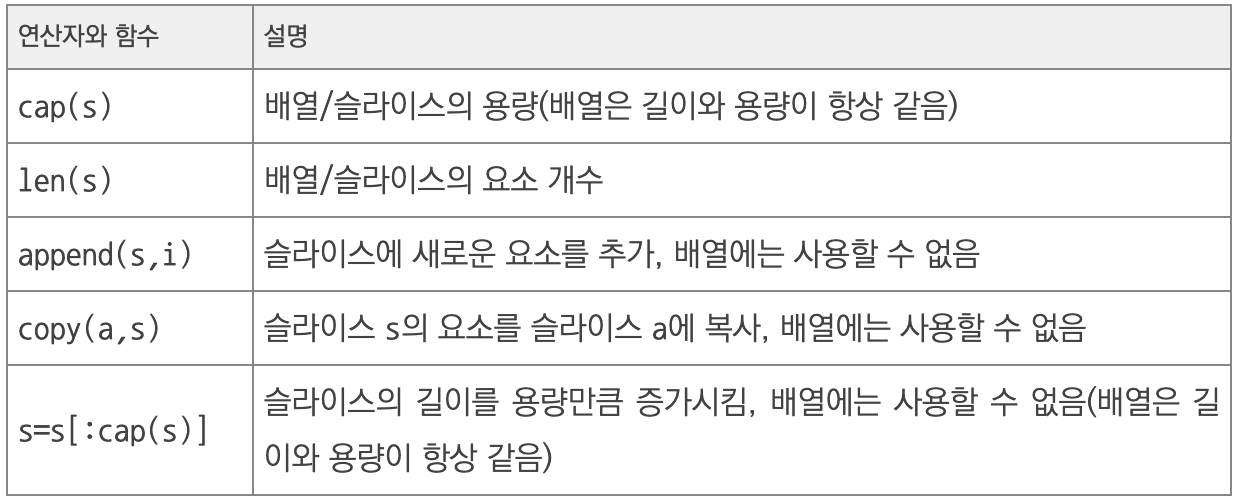 연산자와 함수 설명
cap(s) 배열/슬라이스의 용량(배열은 길이와 용량이 항상 같음)
len(s) 배열/슬라이스의 요소 개수
append(s,i) 슬라이스에 새로운 요소를 추가, 배열에는 사용할 수 없음
copy(a,s) 슬라이스 s의 요소를 슬라이스 a에 복사, 배열에는 사용할 수 없음
s=s[:cap(s)] 슬라이스의 길이를 용량만큼 증가시킴, 배열에는 사용할 수 없음(배열은 길
이와 용량이 항상 같음)